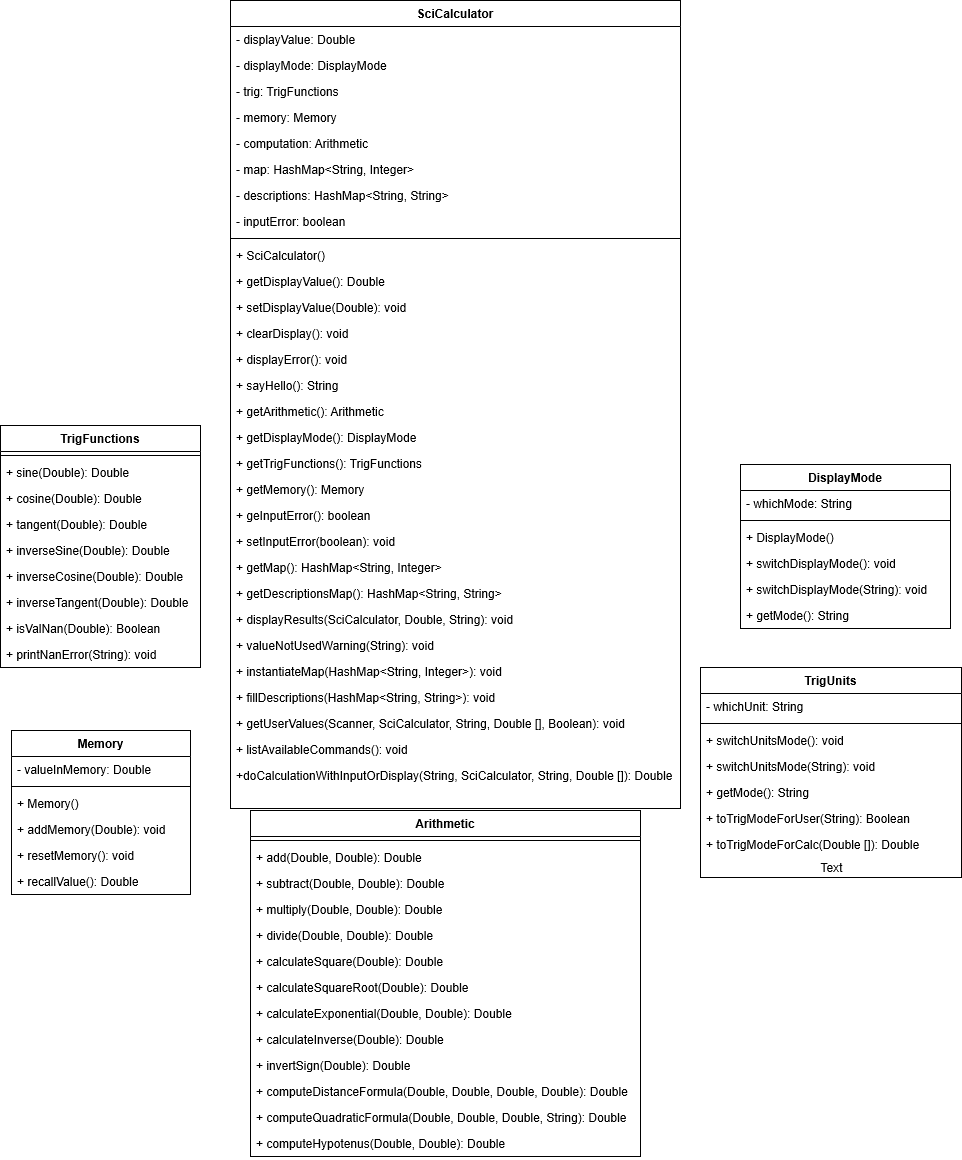 SciCalculator
- displayValue: Double
- displayMode: DisplayMode
- trig: TrigFunctions
- memory: Memory
- computation: Arithmetic
- map: HashMap<String, Integer>
- descriptions: HashMap<String, String>
- inputError: boolean
+ SciCalculator()
+ getDisplayValue(): Double
+ setDisplayValue(Double): void
+ clearDisplay(): void
+ displayError(): void
+ sayHello(): String
+ getArithmetic(): Arithmetic
+ getDisplayMode(): DisplayMode
+ getTrigFunctions(): TrigFunctions
+ getMemory(): Memory
+ geInputError(): boolean
+ setInputError(boolean): void
+ getMap(): HashMap<String, Integer>
+ getDescriptionsMap(): HashMap<String, String>
+ displayResults(SciCalculator, Double, String): void
+ valueNotUsedWarning(String): void
+ instantiateMap(HashMap<String, Integer>): void
+ fillDescriptions(HashMap<String, String>): void
+ getUserValues(Scanner, SciCalculator, String, Double [], Boolean): void
+ listAvailableCommands(): void
+doCalculationWithInputOrDisplay(String, SciCalculator, String, Double []): Double
TrigFunctions
+ sine(Double): Double
+ cosine(Double): Double
+ tangent(Double): Double
+ inverseSine(Double): Double
+ inverseCosine(Double): Double
+ inverseTangent(Double): Double
+ isValNan(Double): Boolean
+ printNanError(String): void
DisplayMode
- whichMode: String
+ DisplayMode()
+ switchDisplayMode(): void
+ switchDisplayMode(String): void
+ getMode(): String
TrigUnits
- whichUnit: String
+ switchUnitsMode(): void
+ switchUnitsMode(String): void
+ getMode(): String
+ toTrigModeForUser(String): Boolean
+ toTrigModeForCalc(Double []): Double
Text
Memory
- valueInMemory: Double
+ Memory()
+ addMemory(Double): void
+ resetMemory(): void
+ recallValue(): Double
Arithmetic
+ add(Double, Double): Double
+ subtract(Double, Double): Double
+ multiply(Double, Double): Double
+ divide(Double, Double): Double
+ calculateSquare(Double): Double
+ calculateSquareRoot(Double): Double
+ calculateExponential(Double, Double): Double
+ calculateInverse(Double): Double
+ invertSign(Double): Double
+ computeDistanceFormula(Double, Double, Double, Double): Double
+ computeQuadraticFormula(Double, Double, Double, String): Double
+ computeHypotenus(Double, Double): Double